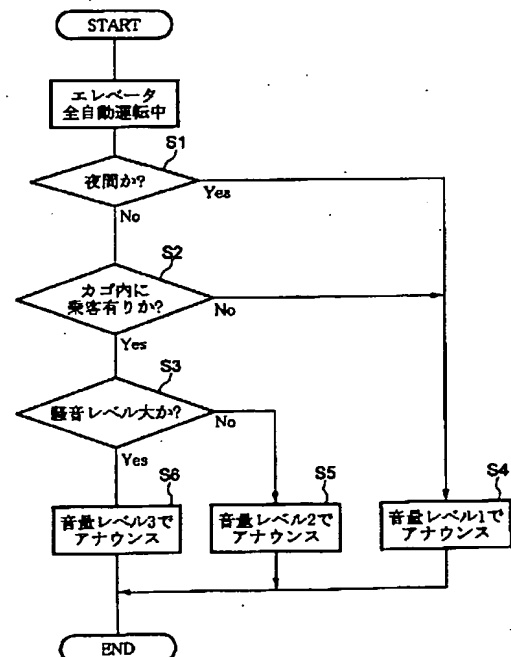 START
エレベータ
全自動運転中
S1
夜間か?
Yes
No
S2
カゴ内に
乗客有りか?
No
Yes
S3
騒音レベル大か?
No
Yes
S6
音量レベル3で
アナウンス
S5
音量レベル2で
アナウンス
S4
音量レベル1で
アナウンス
END